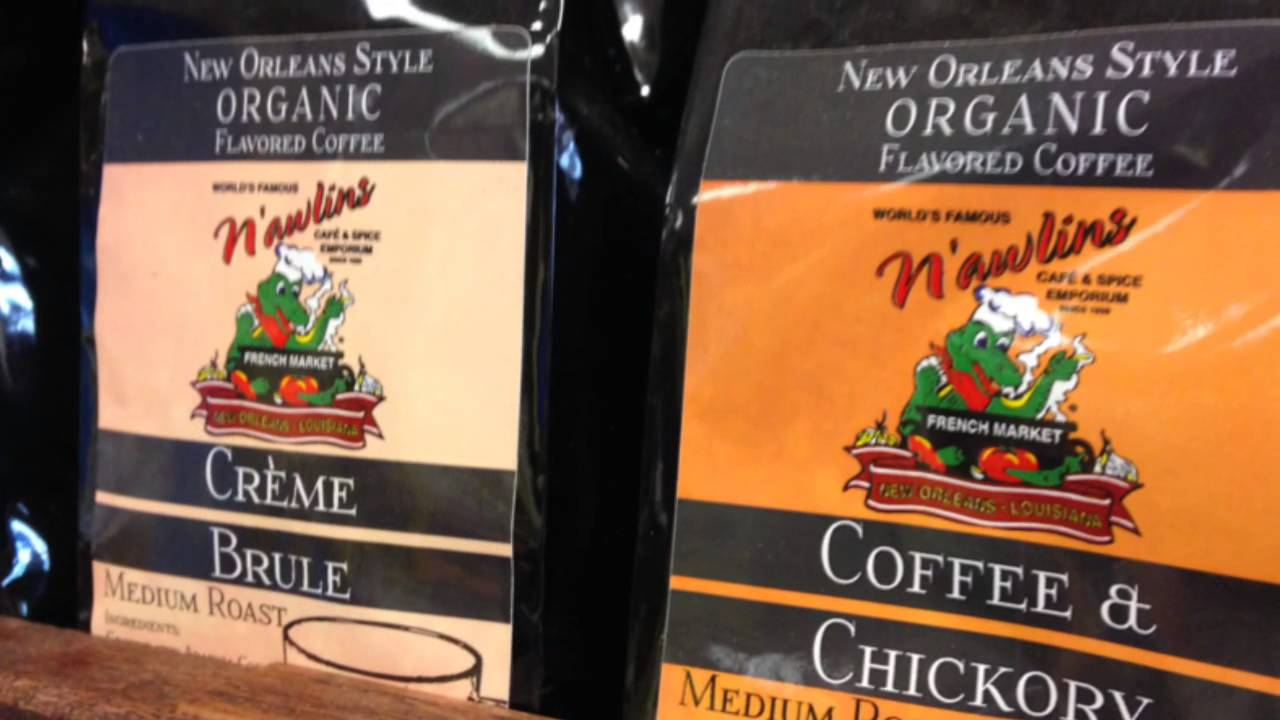 NEW ORLEANS STYLE
ORGANIC
FLAVORED COFFEE
WORLD'S FAMOUS
N'awlins
CAFÉ & SPICE
EMPORIUM
FRENCH MARKET
NEW ORLEANS - LOUISIANA
CRÈME
BRULE
MEDIUM ROAST
INGREDIENTS:
NEW ORLEANS STYLE
ORGANIC
FLAVORED COFFEE
WORLD'S FAMOUS
N'awlins
CAFÉ & SPICE
EMPORIUM
FRENCH MARKET
NEW ORLEANS - LOUISIANA
COFFEE &
CHICKORY
MEDIUM